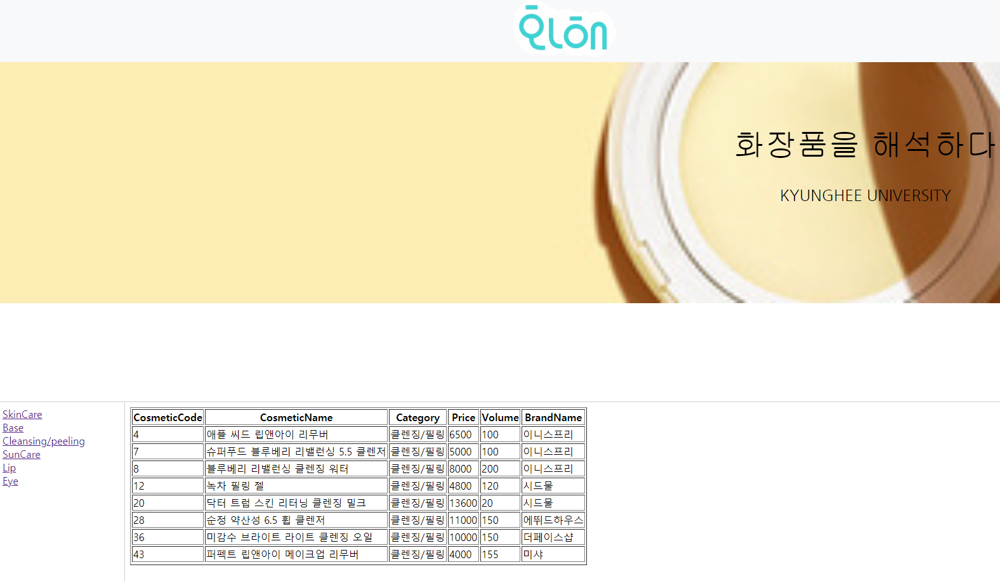 화장품을 해석하다
KYUNGHEE UNIVERSITY
SkinCare
Base
Cleansing/peeling
SunCare
Lip
Eye
CosmeticCode CosmeticName Category Price Volume BrandName
4 애플 씨드 립앤아이 리무버 클렌징/필링 6500 100 이니스프리
7 슈퍼푸드 블루베리 리밸런싱 5.5 클렌저 클렌징/필링 5000 100 이니스프리
8 블루베리 리밸런싱 클렌징 워터 클렌징/필링 8000 200 이니스프리
12 녹차 필링 젤 클렌징/필링 4800 120 시드물
20 닥터 트럽 스킨 리터닝 클렌징 밀크 클렌징/필링 13600 20 시드물
28 순정 약산성 6.5 휩 클렌저 클렌징/필링 11000 150 에뛰드하우스
36 미감수 브라이트 라이트 클렌징 오일 클렌징/필링 10000 150 더페이스샵
43 퍼펙트 립앤아이 메이크업 리무버 클렌징/필링 4000 155 미샤